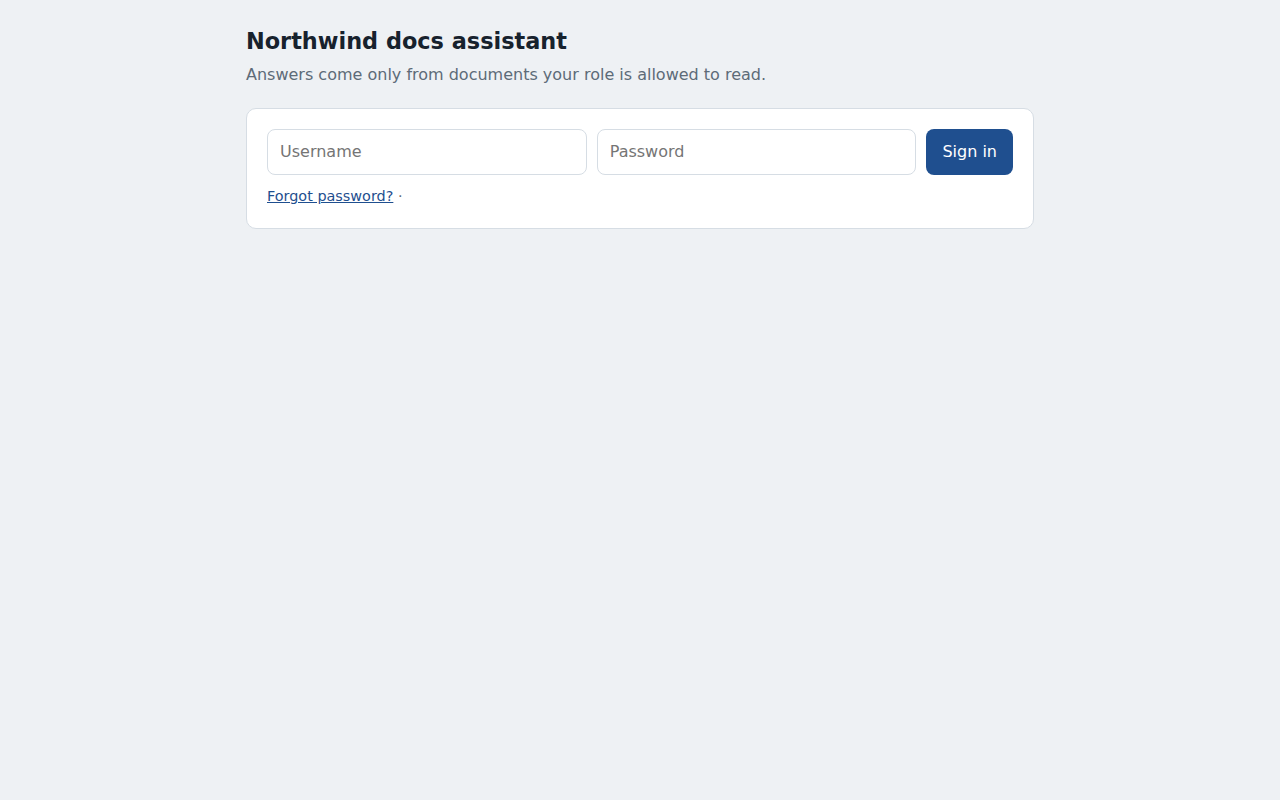 Northwind docs assistant
Answers come only from documents your role is allowed to read.
Username Password Sign in
Forgot password? ·